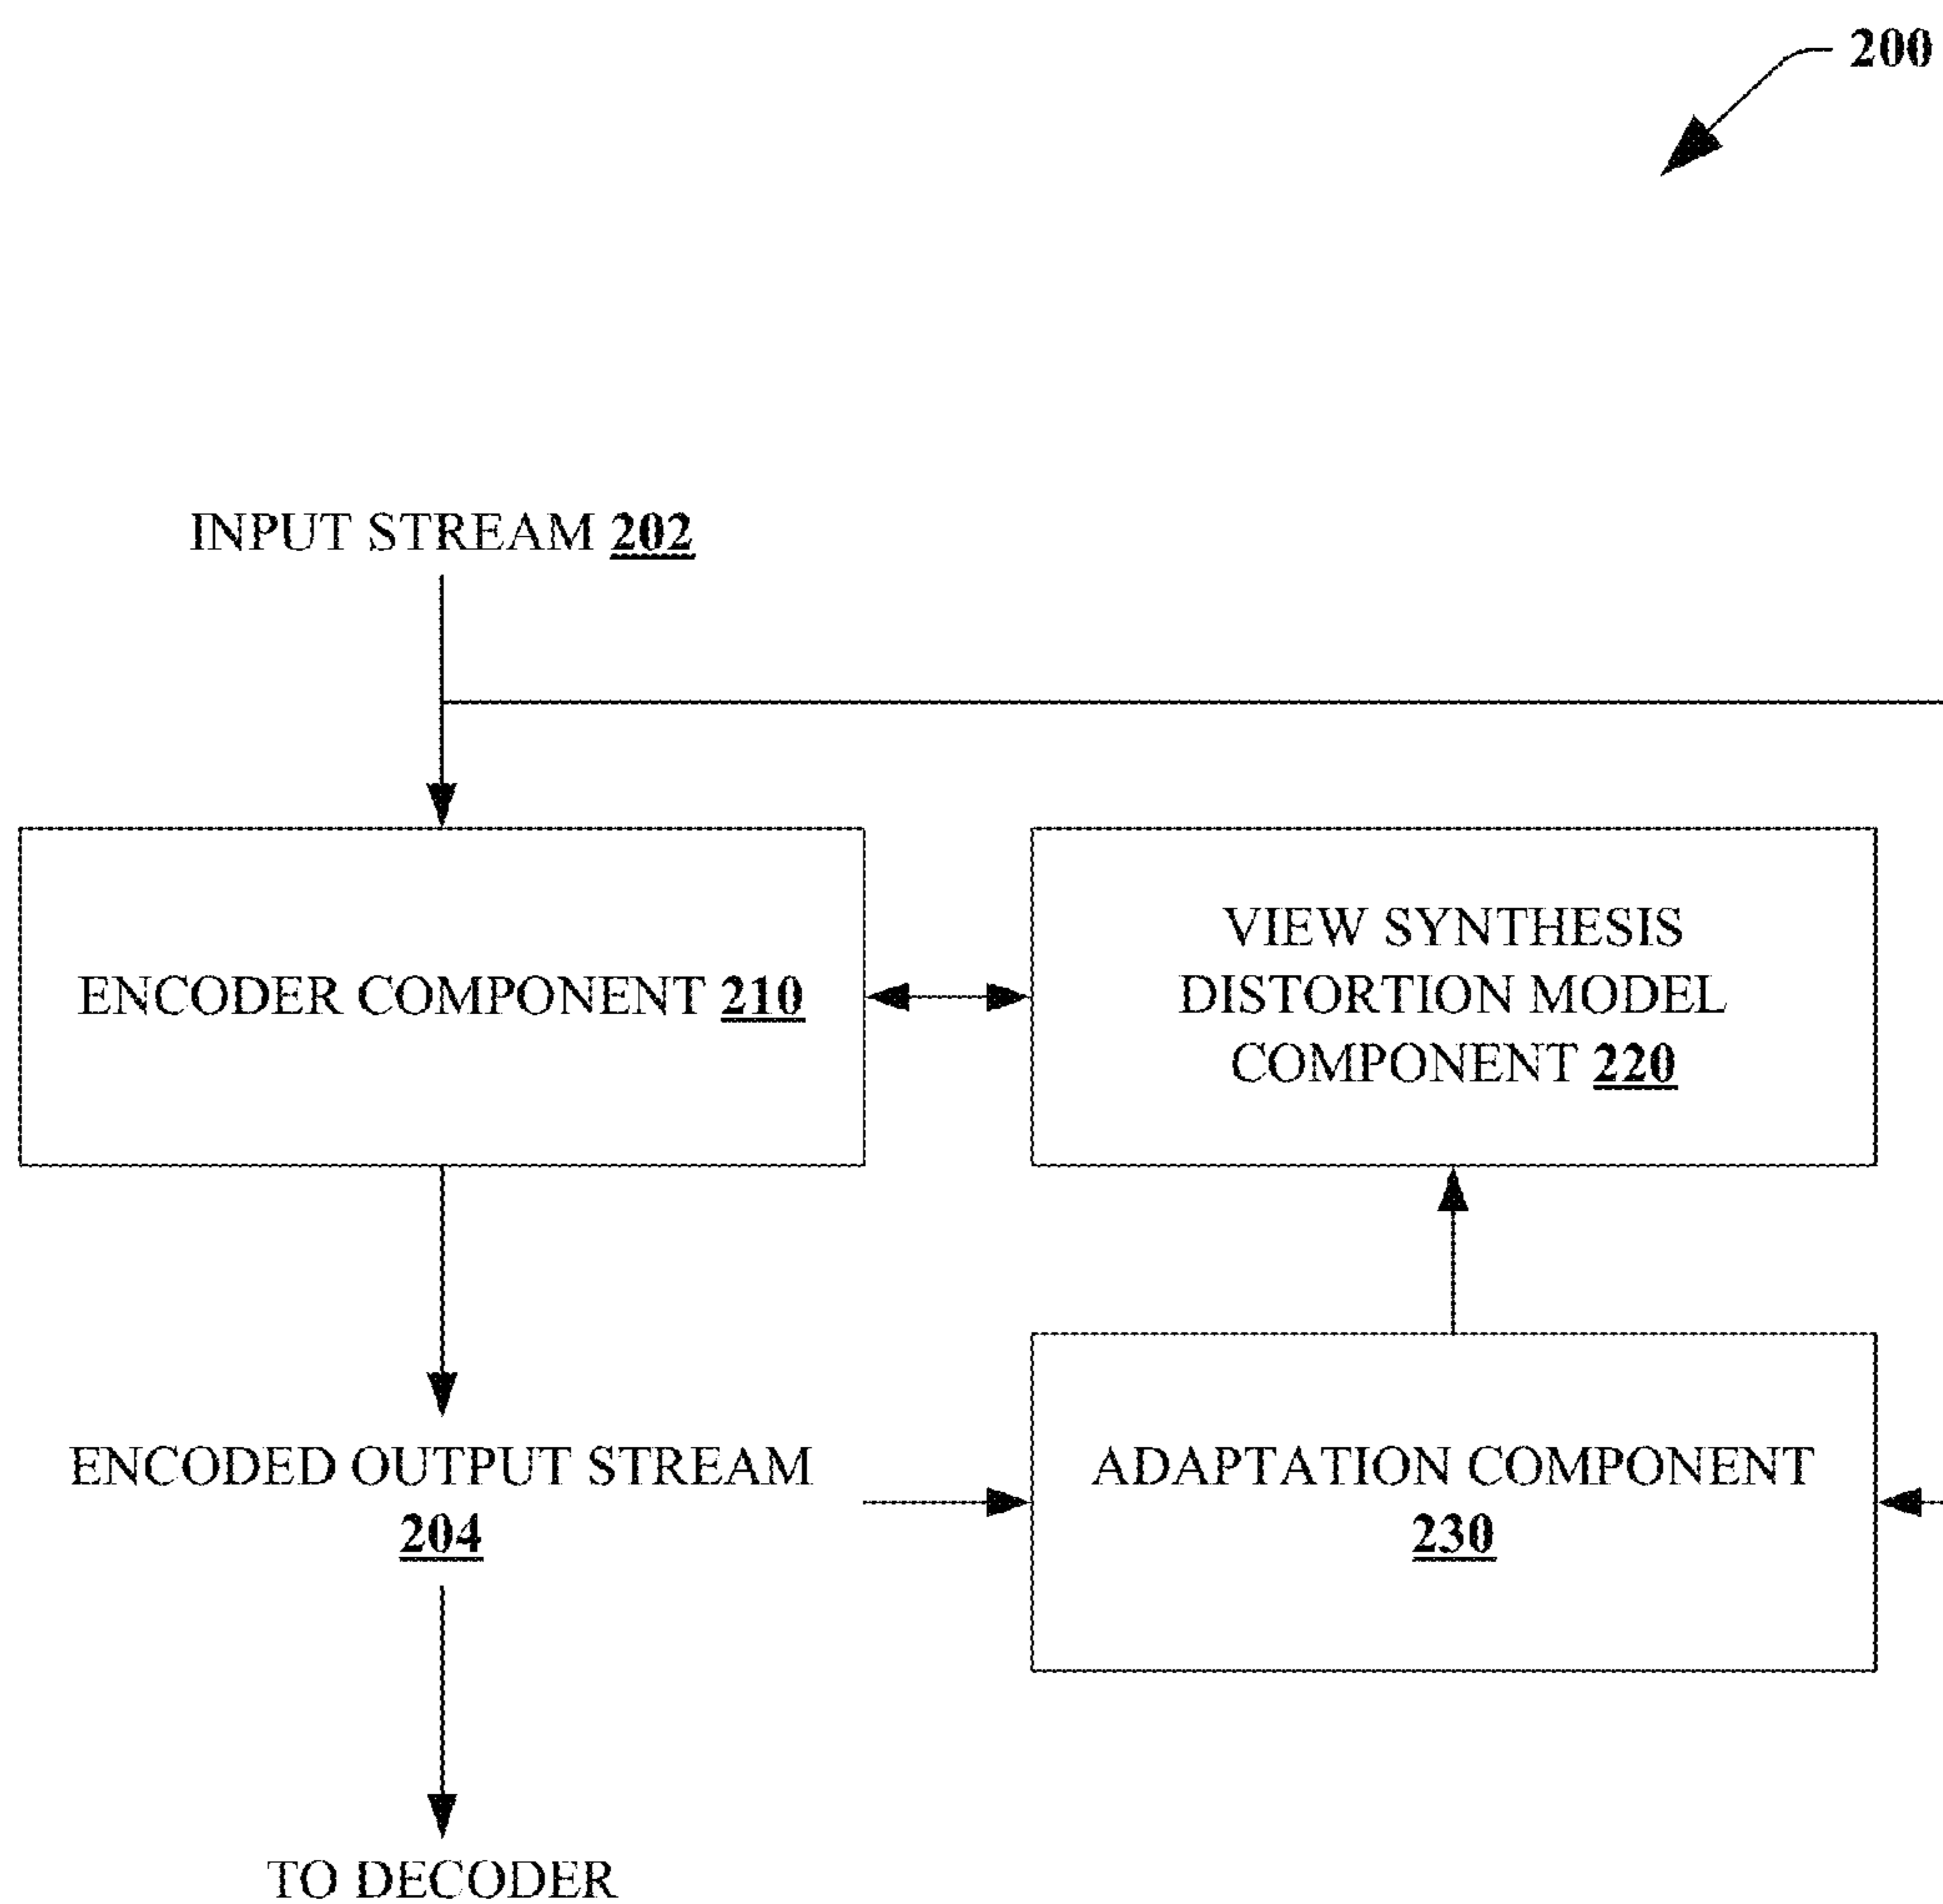 200
INPUT STREAM 202
ENCODER COMPONENT 210
VIEW SYNTHESIS
DISTORTION MODEL
COMPONENT 220
ENCODED OUTPUT STREAM
204
ADAPTATION COMPONENT
230
TO DECODER